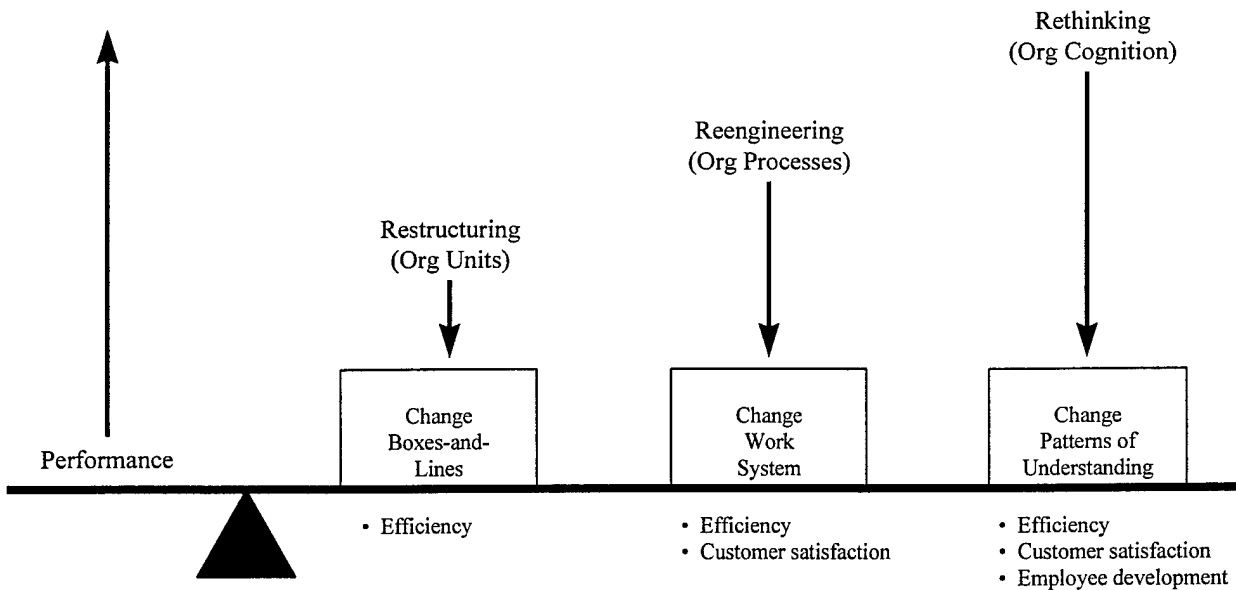 Performance
Restructuring
(Org Units)
Change
Boxes-and-
Lines
• Efficiency
Reengineering
(Org Processes)
Change
Work
System
• Efficiency
• Customer satisfaction
Rethinking
(Org Cognition)
Change
Patterns of
Understanding
• Efficiency
• Customer satisfaction
• Employee development